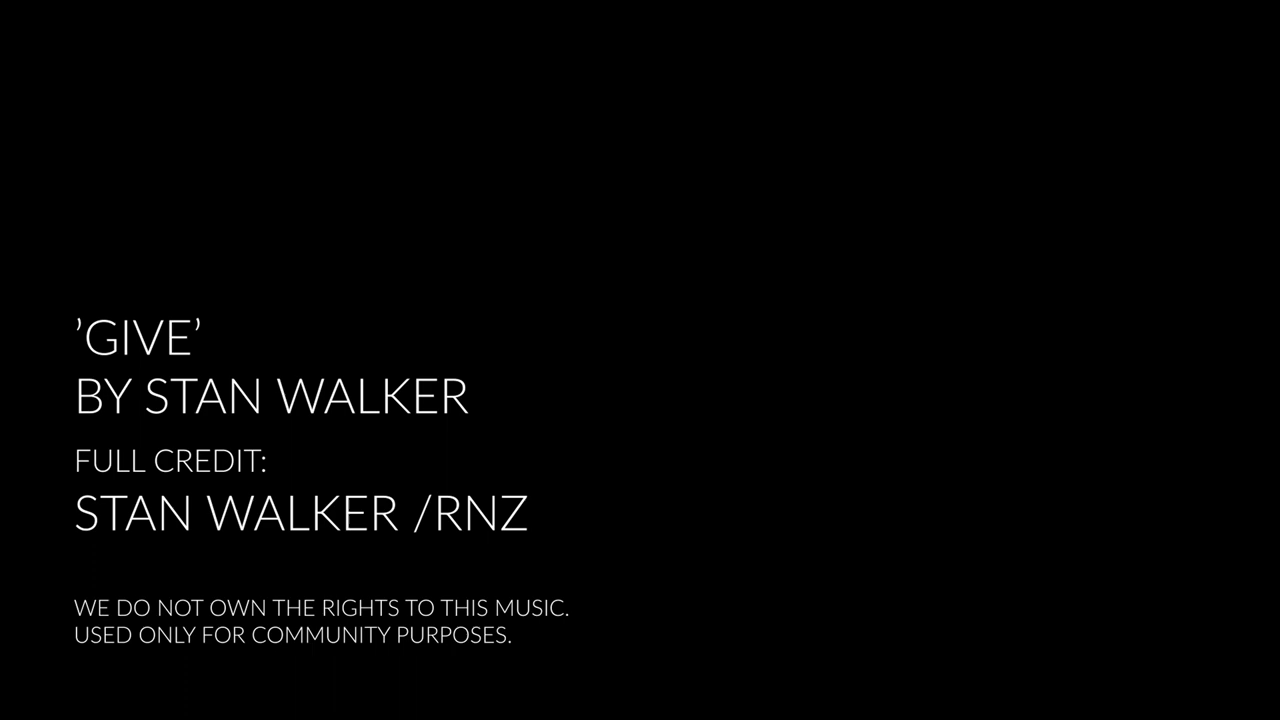 ’GIVE’
BY STAN WALKER
FULL CREDIT:
STAN WALKER /RNZ
WE DO NOT OWN THE RIGHTS TO THIS MUSIC.
USED ONLY FOR COMMUNITY PURPOSES.